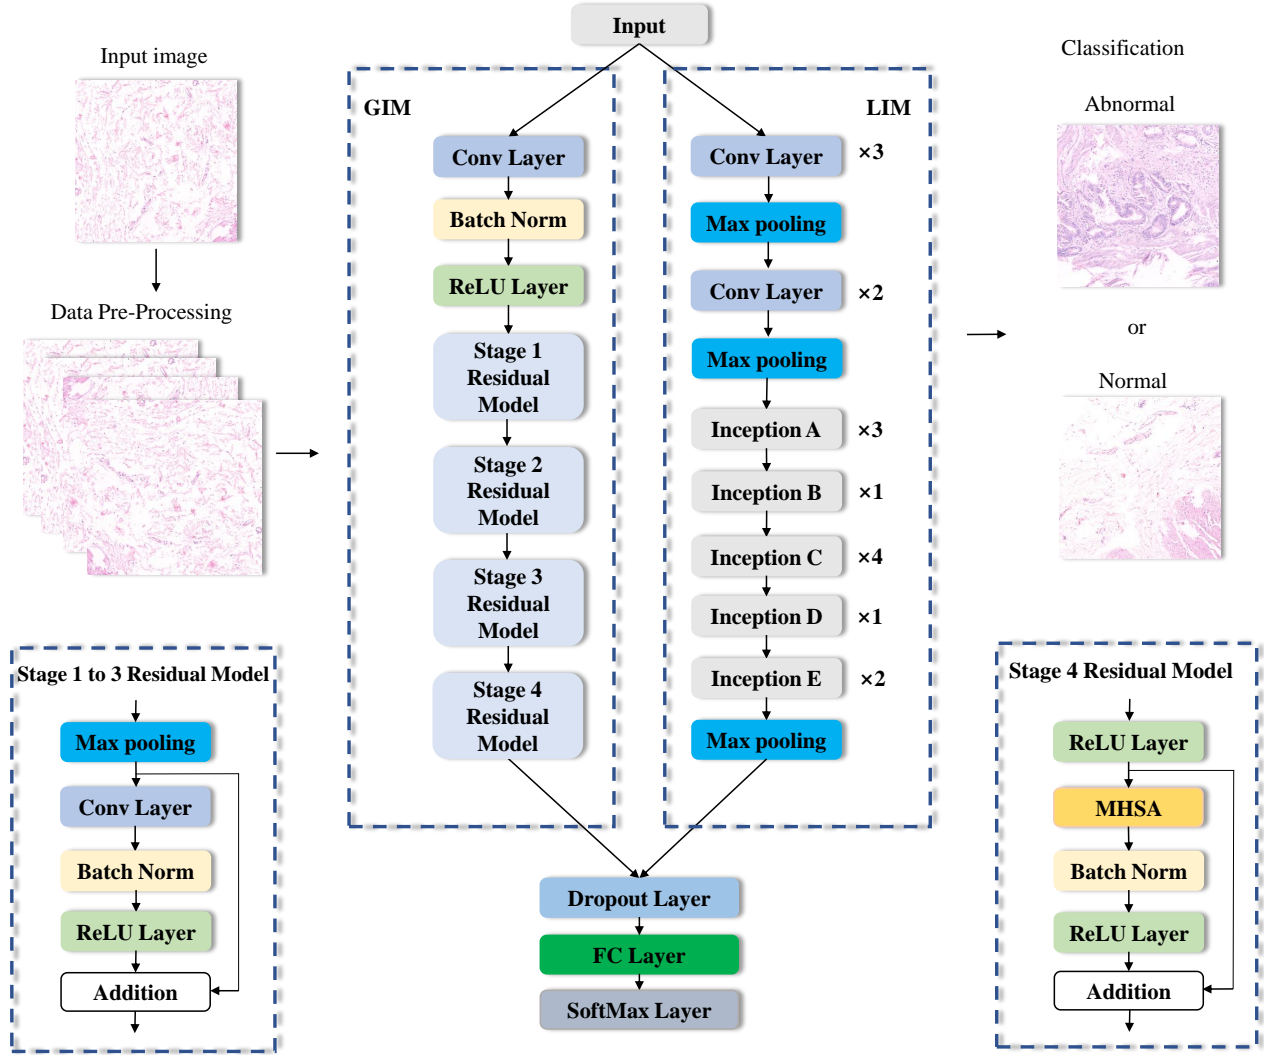 Input image
Data Pre-Processing
Input
GIM
Conv Layer
Batch Norm
ReLU Layer
Stage 1
Residual
Model
Stage 2
Residual
Model
Stage 3
Residual
Model
Stage 4
Residual
Model
LIM
Conv Layer ×3
Max pooling
Conv Layer ×2
Max pooling
Inception A ×3
Inception B ×1
Inception C ×4
Inception D ×1
Inception E ×2
Max pooling
Dropout Layer
FC Layer
SoftMax Layer
Classification
Abnormal
or
Normal
Stage 1 to 3 Residual Model
Max pooling
Conv Layer
Batch Norm
ReLU Layer
Addition
Stage 4 Residual Model
ReLU Layer
MHSA
Batch Norm
ReLU Layer
Addition